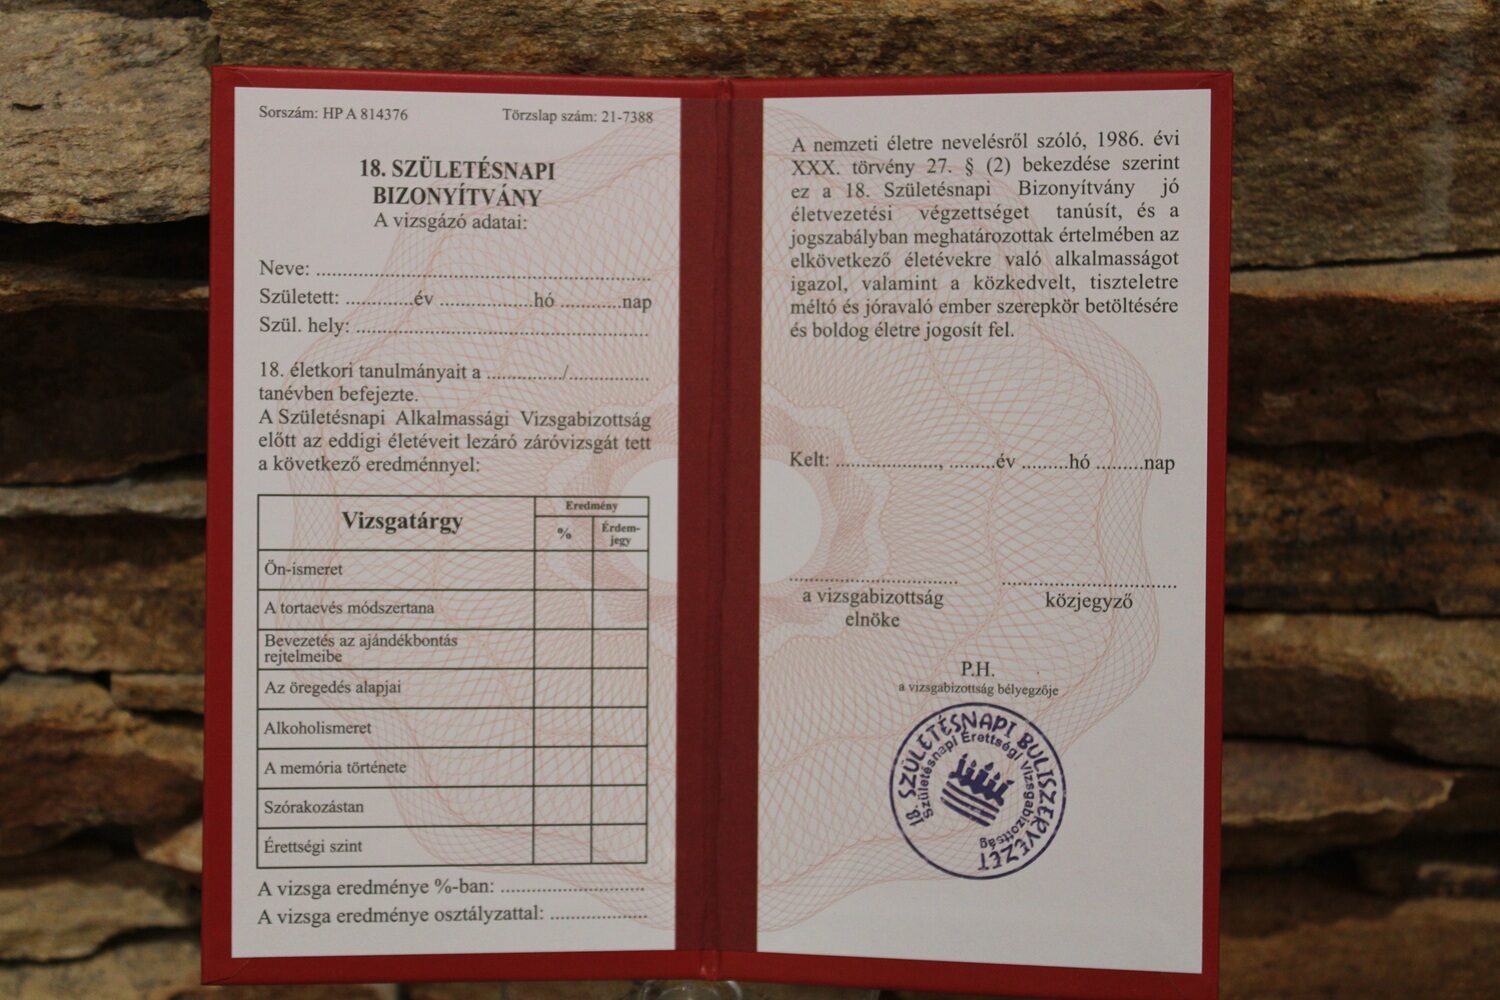 Sorszám: HP A 814376
Törzslap szám: 21-7388
18. SZÜLETÉSNAPI
BIZONYÍTVÁNY
A vizsgázó adatai:
Neve: ..........
Született: ..........év ..........hó ..........nap
Szül. hely: ..........
18. életkori tanulmányait a ........../..........
tanévben befejezte.
A Születésnapi Alkalmassági Vizsgabizottság
előtt az eddigi életéveit lezáró záróvizsgát tett
a következő eredménnyel:
Vizsgatárgy
Eredmény
%
Érdem-
jegy
Ön-ismeret
A tortaevés módszertana
Bevezetés az ajándékbontás
rejtelmeibe
Az öregedés alapjai
Alkoholismeret
A memória története
Szórakozástan
Érettségi szint
A vizsga eredménye %-ban: ..........
A vizsga eredménye osztályzattal: ..........
A nemzeti életre nevelésről szóló, 1986. évi
XXX. törvény 27. § (2) bekezdése szerint
ez a 18. Születésnapi Bizonyítvány jó
életvezetési végzettséget tanúsít, és a
jogszabályban meghatározottak értelmében az
elkövetkező életévekre való alkalmasságot
igazol, valamint a közkedvelt, tiszteletre
méltó és jóravaló ember szerepkör betöltésére
és boldog életre jogosít fel.
Kelt: .........., ..........év ..........hó ..........nap
a vizsgabizottság
elnöke
közjegyző
P.H.
a vizsgabizottság bélyegzője
18. SZÜLETÉSNAPI BULISZERVEZET
Születésnapi Érettségi Vizsgabizottság